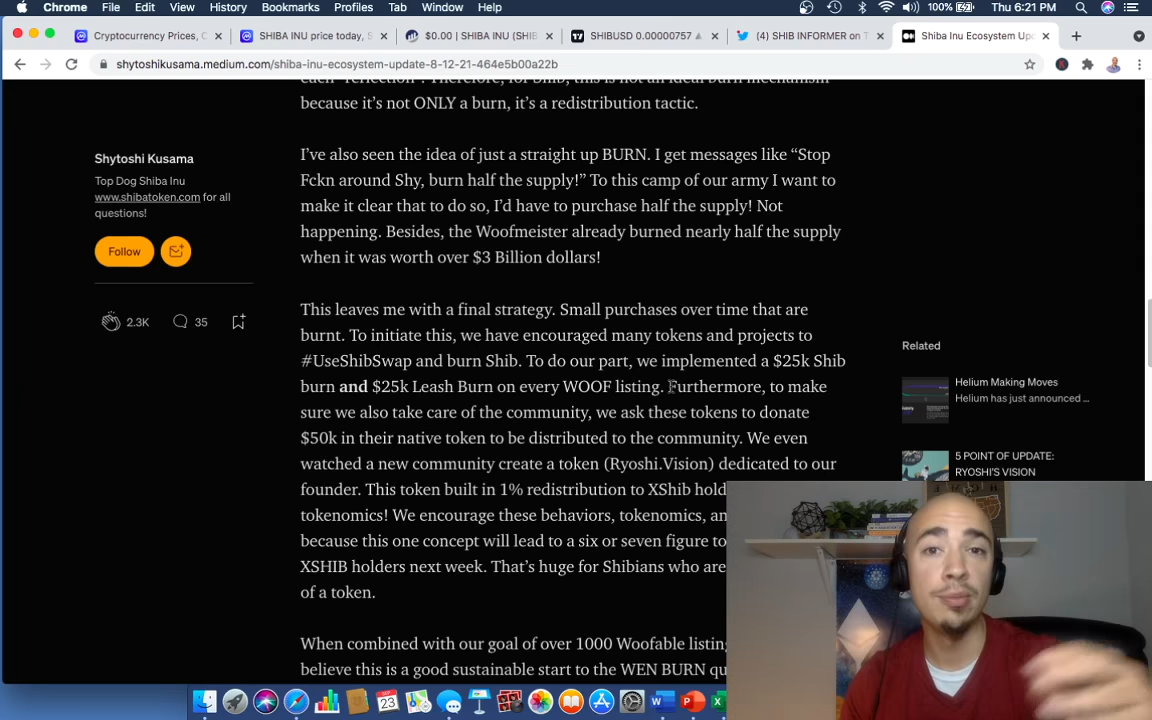 Chrome File Edit View History Bookmarks Profiles Tab Window Help 100% Thu 6:21 PM
Cryptocurrency Prices, C
SHIBA INU price today, S
$0.00 | SHIBA INU (SHIB
SHIBUSD 0.00000757
(4) SHIB INFORMER on T
Shiba Inu Ecosystem Up
shytoshikusama.medium.com/shiba-inu-ecosystem-update-8-12-21-464e5b00a22b
each "reflection". Therefore, for Shib, this is not an ideal burn mechanism
because it's not ONLY a burn, it's a redistribution tactic.
Shytoshi Kusama
Top Dog Shiba Inu
www.shibatoken.com for all
questions!
Follow
2.3K 35
I've also seen the idea of just a straight up BURN. I get messages like "Stop
Fckn around Shy, burn half the supply!" To this camp of our army I want to
make it clear that to do so, I'd have to purchase half the supply! Not
happening. Besides, the Woofmeister already burned nearly half the supply
when it was worth over $3 Billion dollars!
This leaves me with a final strategy. Small purchases over time that are
burnt. To initiate this, we have encouraged many tokens and projects to
#UseShibSwap and burn Shib. To do our part, we implemented a $25k Shib
burn and $25k Leash Burn on every WOOF listing. Furthermore, to make
sure we also take care of the community, we ask these tokens to donate
$50k in their native token to be distributed to the community. We even
watched a new community create a token (Ryoshi.Vision) dedicated to our
founder. This token built in 1% redistribution to XShib hold
tokenomics! We encourage these behaviors, tokenomics, an
because this one concept will lead to a six or seven figure to
XSHIB holders next week. That's huge for Shibians who are
of a token.
When combined with our goal of over 1000 Woofable listing
believe this is a good sustainable start to the WEN BURN qu
Related
Helium Making Moves
Helium has just announced ...
5 POINT OF UPDATE:
RYOSHI'S VISION
SEP
23